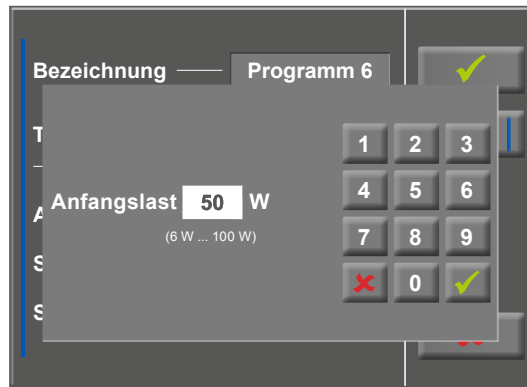 Bezeichnung Programm 6
T
1 2 3
A
Anfangslast 50 W
4 5 6
(6 W ... 100 W)
7 8 9
S
0
S